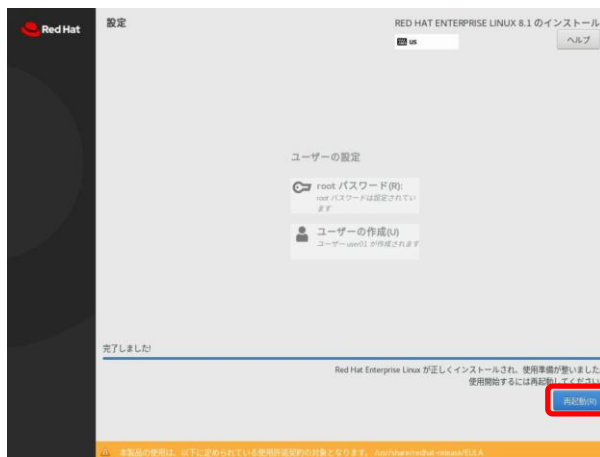 Red Hat
設定
RED HAT ENTERPRISE LINUX 8.1 のインストール
us
ヘルプ
ユーザーの設定
root パスワード(R):
root パスワードは設定されてい
ます
ユーザーの作成(U)
ユーザー user01 が作成されます
完了しました!
Red Hat Enterprise Linux が正しくインストールされ、使用準備が整いました
使用開始するには再起動してください
再起動(R)
本製品の使用は、以下に定められている使用許諾契約の対象となります。 /usr/share/redhat-release/EULA